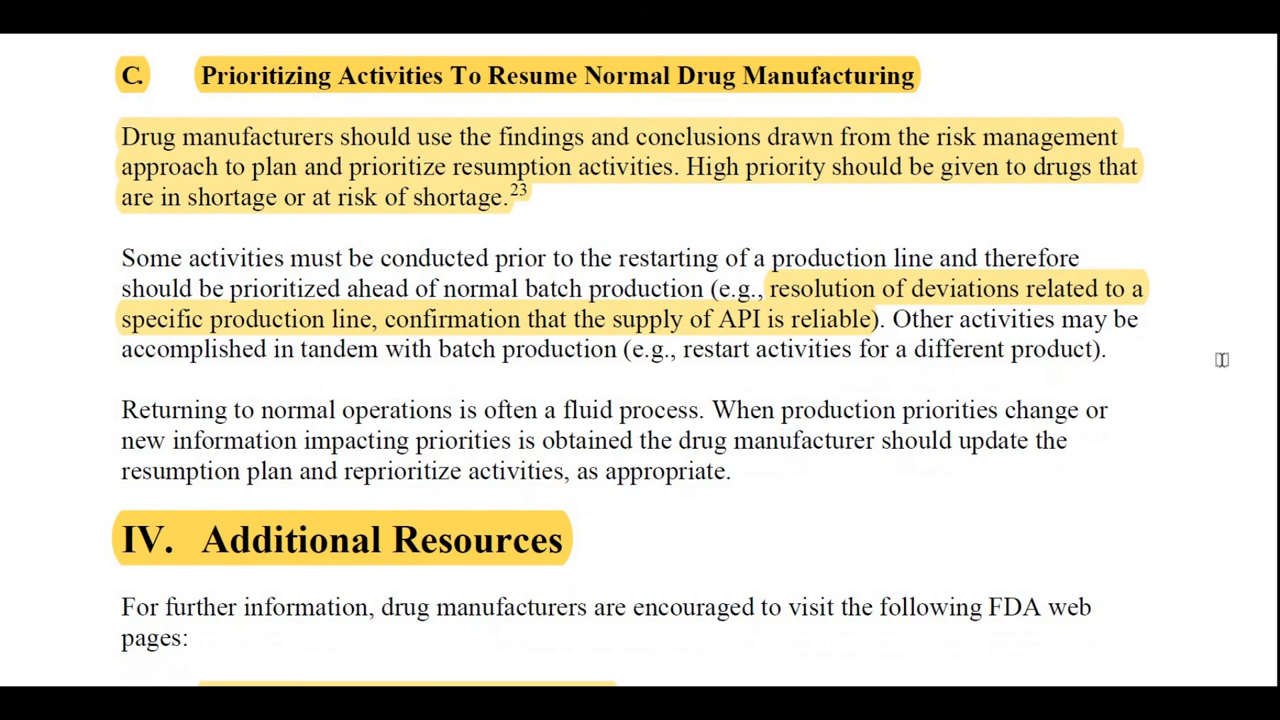 C. Prioritizing Activities To Resume Normal Drug Manufacturing
Drug manufacturers should use the findings and conclusions drawn from the risk management
approach to plan and prioritize resumption activities. High priority should be given to drugs that
are in shortage or at risk of shortage.23
Some activities must be conducted prior to the restarting of a production line and therefore
should be prioritized ahead of normal batch production (e.g., resolution of deviations related to a
specific production line, confirmation that the supply of API is reliable). Other activities may be
accomplished in tandem with batch production (e.g., restart activities for a different product).
Returning to normal operations is often a fluid process. When production priorities change or
new information impacting priorities is obtained the drug manufacturer should update the
resumption plan and reprioritize activities, as appropriate.
IV. Additional Resources
For further information, drug manufacturers are encouraged to visit the following FDA web
pages: